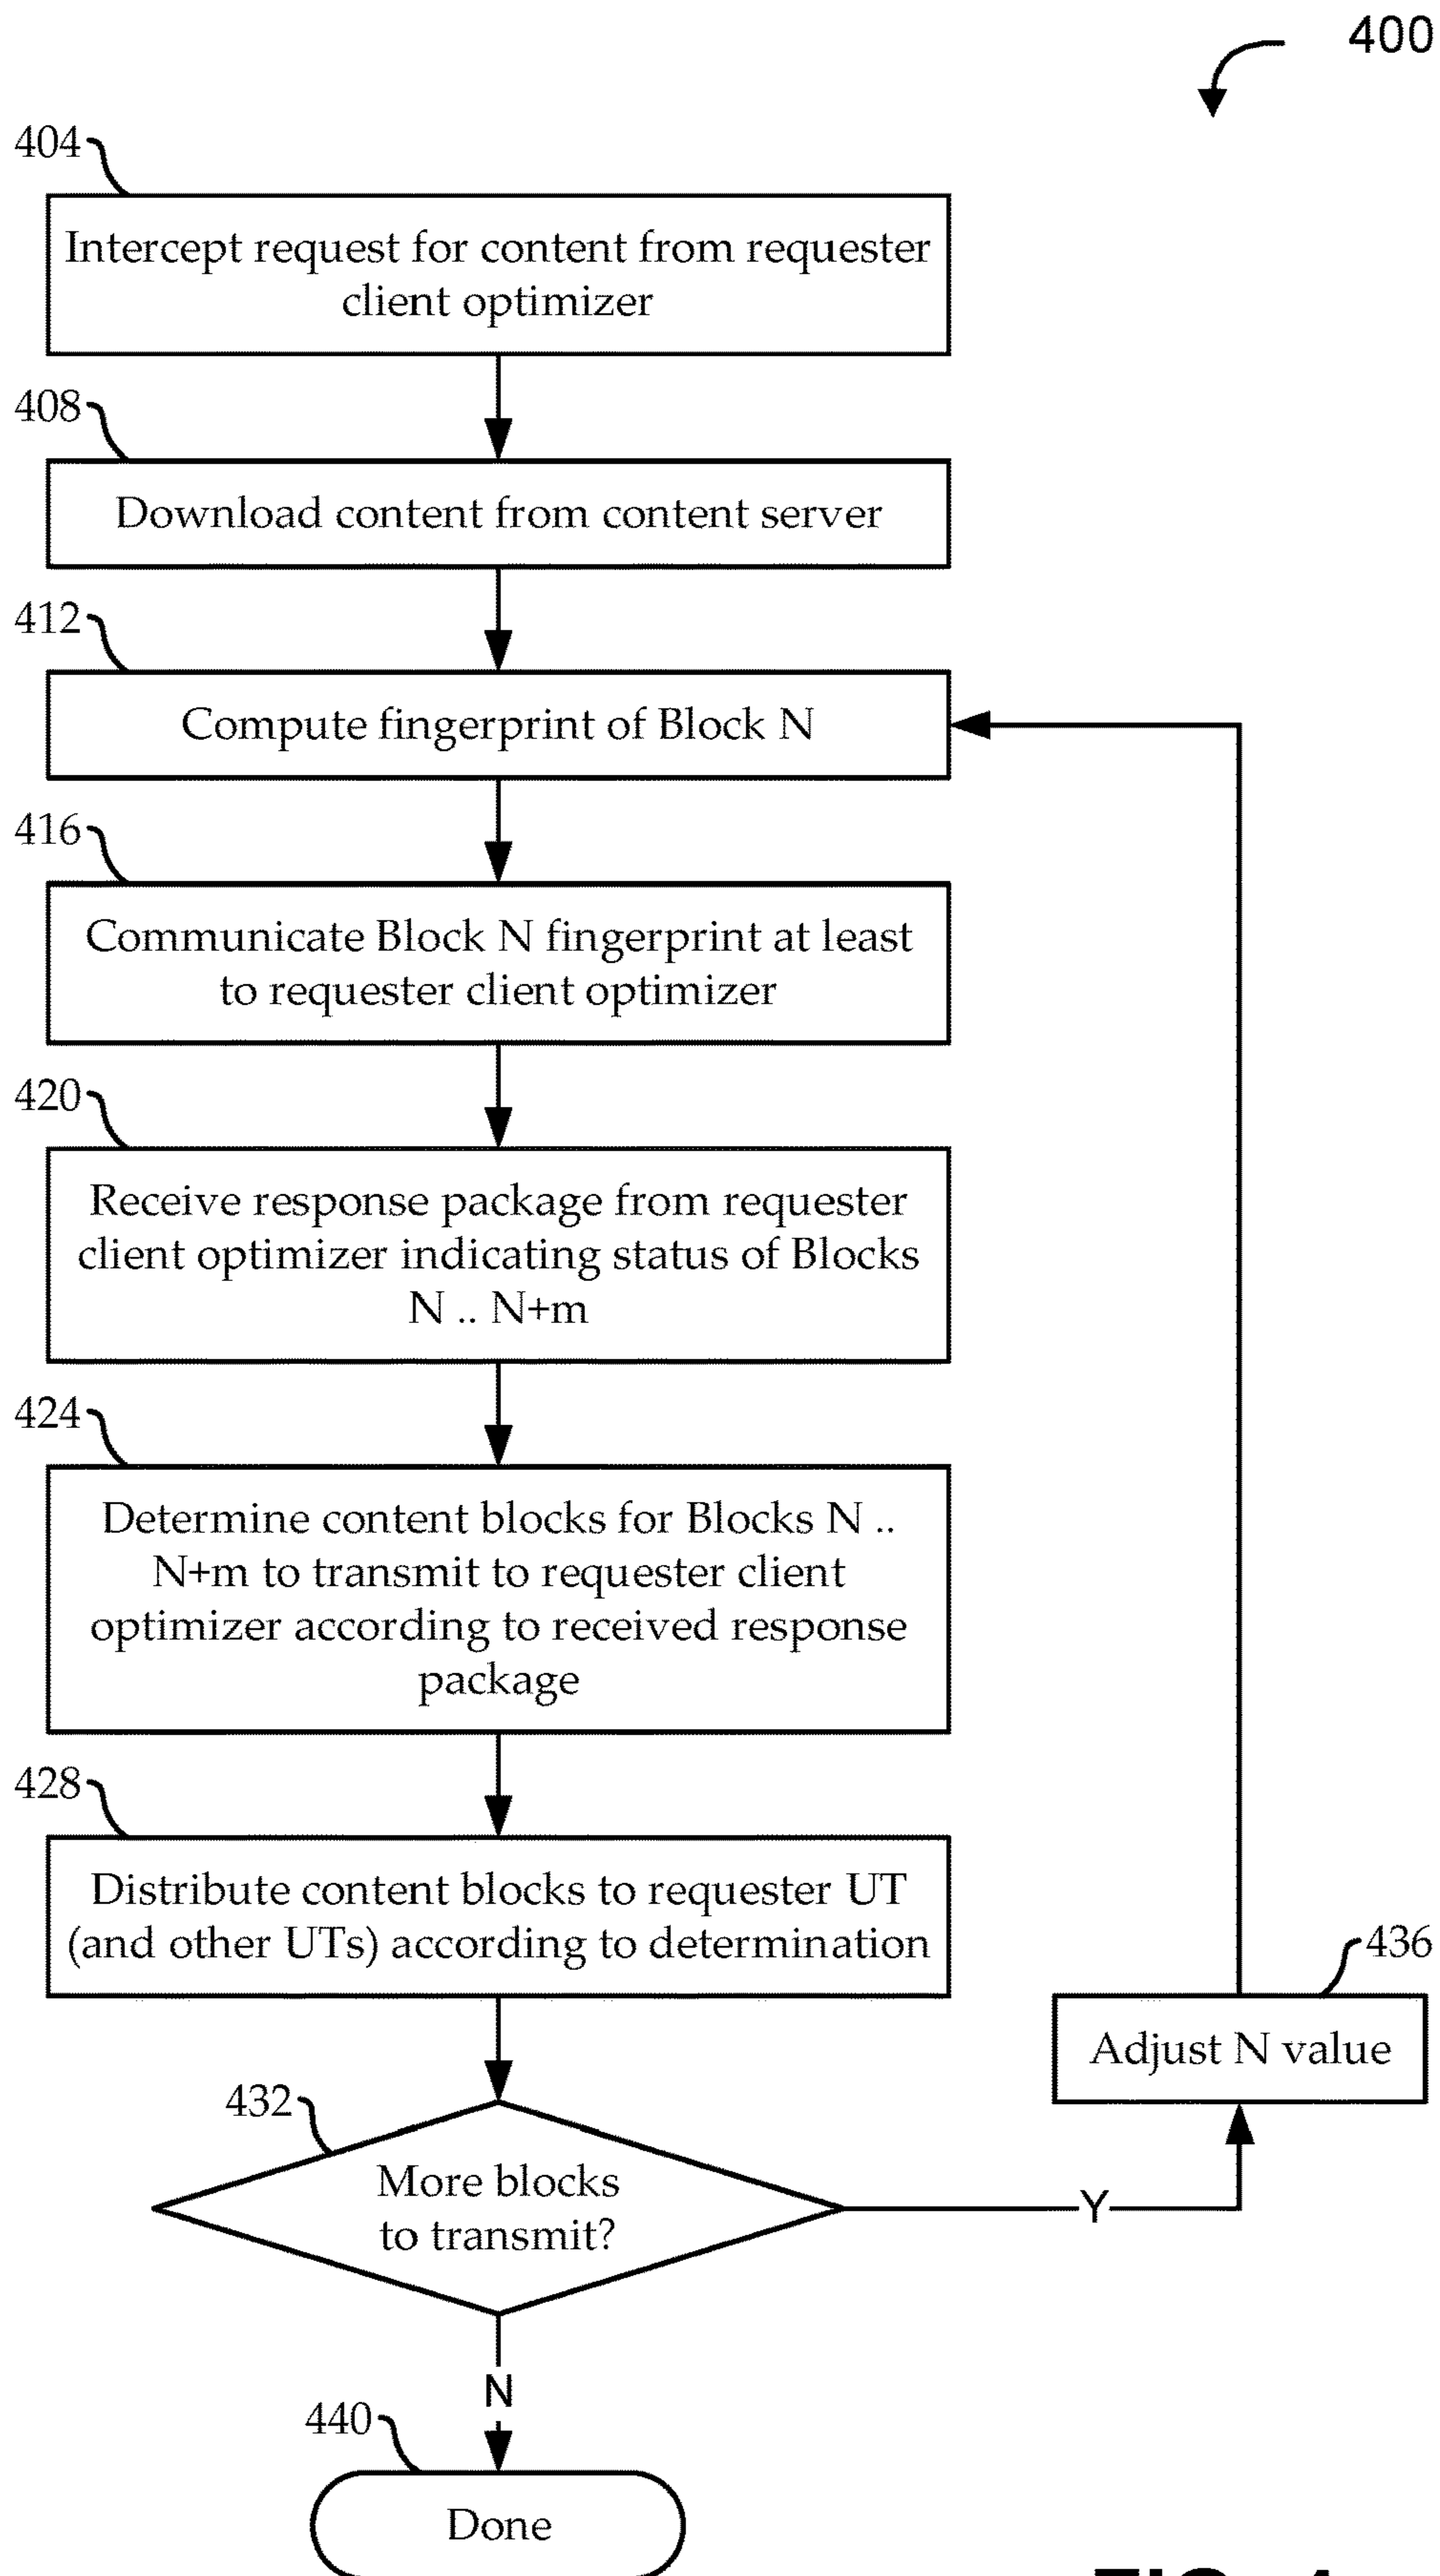 400
404
Intercept request for content from requester
client optimizer
408
Download content from content server
412
Compute fingerprint of Block N
416
Communicate Block N fingerprint at least
to requester client optimizer
420
Receive response package from requester
client optimizer indicating status of Blocks
N .. N+m
424
Determine content blocks for Blocks N ..
N+m to transmit to requester client
optimizer according to received response
package
428
Distribute content blocks to requester UT
(and other UTs) according to determination
436
Adjust N value
432
More blocks
to transmit?
Y
N
440
Done